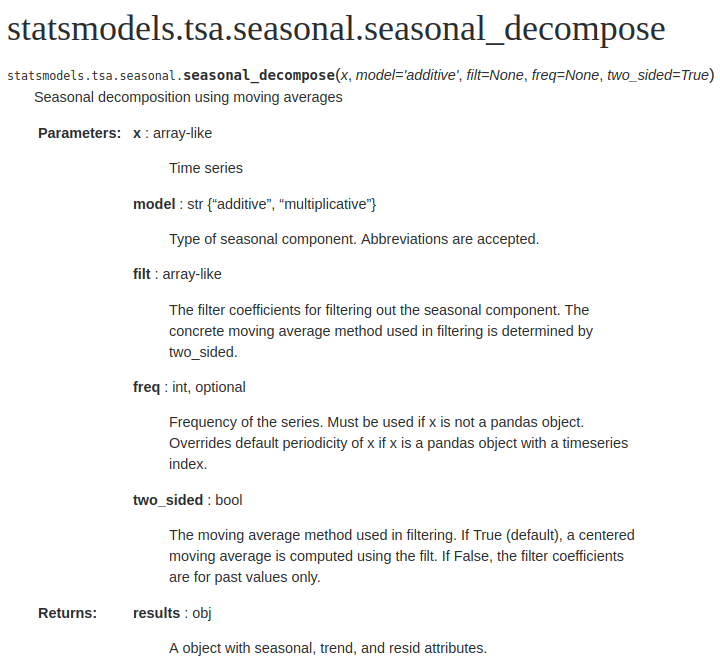 statsmodels.tsa.seasonal.seasonal_decompose
statsmodels.tsa.seasonal.seasonal_decompose(x, model='additive', filt=None, freq=None, two_sided=True)
Seasonal decomposition using moving averages
Parameters: x : array-like
Time series
model : str {“additive”, “multiplicative”}
Type of seasonal component. Abbreviations are accepted.
filt : array-like
The filter coefficients for filtering out the seasonal component. The
concrete moving average method used in filtering is determined by
two_sided.
freq : int, optional
Frequency of the series. Must be used if x is not a pandas object.
Overrides default periodicity of x if x is a pandas object with a timeseries
index.
two_sided : bool
The moving average method used in filtering. If True (default), a centered
moving average is computed using the filt. If False, the filter coefficients
are for past values only.
Returns: results : obj
A object with seasonal, trend, and resid attributes.